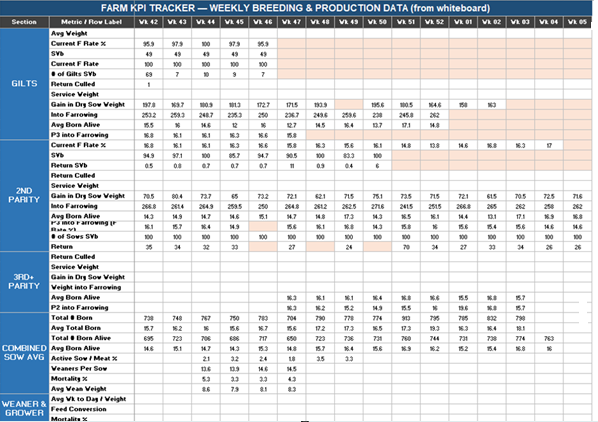 FARM KPI TRACKER — WEEKLY BREEDING & PRODUCTION DATA (from whiteboard)
Section Metric / Row Label Wk 42 Wk 43 Wk 44 Wk 45 Wk 46 Wk 47 Wk 48 Wk 49 Wk 50 Wk 51 Wk 52 Wk 01 Wk 02 Wk 03 Wk 04 Wk 05
GILTS
Avg Weight
Current F Rate % 95.9 97.9 100 97.9 95.9
SVb 49 49 49 49 49
Current F Rate 100 100 100 100 100
# of Gilts SVb 69 7 10 9 7
Return Culled 1
Service Weight
Gain in Dry Sow Weight 197.8 169.7 180.9 181.3 172.7 171.5 193.9 195.6 180.5 164.6 158 163
Into Farrowing 253.2 259.3 248.7 235.3 250 236.7 249.6 259.6 238 245.8 262
Avg Born Alive 15.5 16 14.6 12 16 12.7 14.5 16.4 13.7 17.1 14.8
P3 into Farrowing 16.8 16.1 16.1 16.3 16.6 15.8
2ND PARITY
Current F Rate % 16.8 16.1 16.1 16.3 16.6 15.8 16.3 15.6 16.1 14.8 13.8 14.6 16.8 16.3 17
SVb 94.9 97.1 100 85.7 94.7 90.5 100 83.3 100
Return SVb 0.5 0.8 0.7 0.7 0.7 11 0.9 0.4 6
Return Culled
Service Weight
Gain in Dry Sow Weight 70.5 80.4 73.7 65 73.2 72.1 62.1 71.5 75.1 73.5 71.5 72.1 61.5 70.5 72.5 71.6
Into Farrowing 266.8 261.4 264.9 259.5 250 264.8 261.2 262.5 271.6 241.5 251.5 266.8 285 262 258 262
Avg Born Alive 14.3 14.9 14.7 14.6 15.1 14.7 14.8 17.3 14.3 16.5 16.1 14.4 13.1 17.1 16.9 16.8
P3 into Farrowing (F Rate %) 16.1 15.7 16.4 14.9 15.6 15.6 15.6 15.6 15.6 16.8 15.6 15.8 15.4 15.6 14.6
# of Sows SVb 100 100 100 100 100 100 100 100 100 100 100 100 100 100 100 100
Return 35 34 32 33 27 24 70 34 27 33 34 26 26
3RD+ PARITY
Return Culled
Service Weight
Gain in Dry Sow Weight
Weight into Farrowing
Avg Born Alive 16.3 16.1 16.1 16.4 16.8 16.6 15.5 16.8 15.7
P2 into Farrowing 16.3 16.2 15.2 14.9 15.5 16 19.6 16.8 15.7
COMBINED SOW AVG
Total # Born 738 748 767 750 783 704 790 778 774 913 795 785 832 798
Avg Total Born 15.7 16.2 16 15.6 16.7 15.6 17.2 17.3 16.5 17.3 19.3 16.3 16.4 18.1
Total # Born Alive 695 723 706 686 717 650 723 736 731 760 744 731 738 774 763
Avg Born Alive 14.6 15.1 14.7 14.3 15.3 14.8 15.7 16.4 15.6 16.9 16.2 15.2 15.4 16.8 16
Active Sow / Meat % 2.1 3.2 2.4 1.8 3.5 3.3
Weaners Per Sow 13.6 13.9 14.6 14.5
Mortality % 5.3 3.3 3.3 4.3
Avg Wean Weight 8.6 7.9 8.1 8.3
WEANER & GROWER
Avg Wk to Day / Weight
Feed Conversion
Mortality %